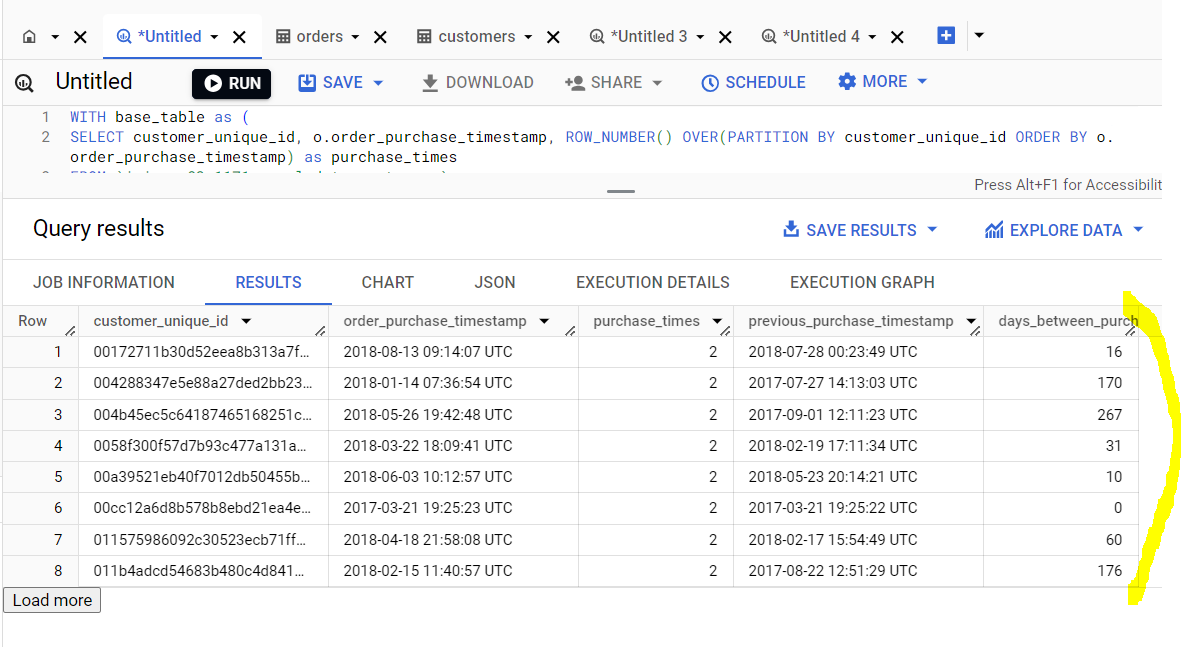 *Untitled orders customers *Untitled 3 *Untitled 4
Untitled RUN SAVE DOWNLOAD SHARE SCHEDULE MORE
1 WITH base_table as (
2 SELECT customer_unique_id, o.order_purchase_timestamp, ROW_NUMBER() OVER(PARTITION BY customer_unique_id ORDER BY o.
order_purchase_timestamp) as purchase_times
Press Alt+F1 for Accessibilit
Query results SAVE RESULTS EXPLORE DATA
JOB INFORMATION RESULTS CHART JSON EXECUTION DETAILS EXECUTION GRAPH
Row customer_unique_id order_purchase_timestamp purchase_times previous_purchase_timestamp days_between_purch
1 00172711b30d52eea8b313a7f... 2018-08-13 09:14:07 UTC 2 2018-07-28 00:23:49 UTC 16
2 004288347e5e88a27ded2bb23... 2018-01-14 07:36:54 UTC 2 2017-07-27 14:13:03 UTC 170
3 004b45ec5c64187465168251c... 2018-05-26 19:42:48 UTC 2 2017-09-01 12:11:23 UTC 267
4 0058f300f57d7b93c477a131a... 2018-03-22 18:09:41 UTC 2 2018-02-19 17:11:34 UTC 31
5 00a39521eb40f7012db50455b... 2018-06-03 10:12:57 UTC 2 2018-05-23 20:14:21 UTC 10
6 00cc12a6d8b578b8ebd21ea4e... 2017-03-21 19:25:23 UTC 2 2017-03-21 19:25:22 UTC 0
7 011575986092c30523ecb71ff... 2018-04-18 21:58:08 UTC 2 2018-02-17 15:54:49 UTC 60
8 011b4adcd54683b480c4d841... 2018-02-15 11:40:57 UTC 2 2017-08-22 12:51:29 UTC 176
Load more